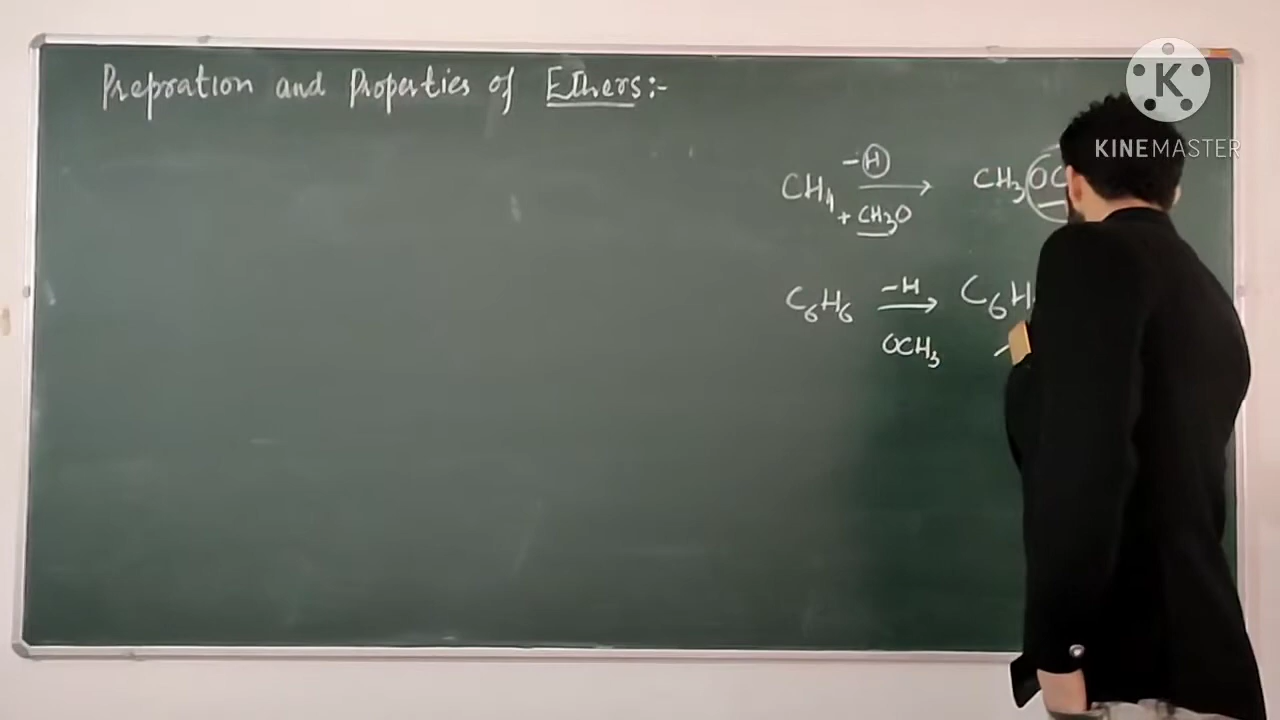 Prepration and Properties of Ethers:-
-H
CH4 → CH3OC
+ CH3O
C6H6 -H → C6H
OCH3
K
KINEMASTER